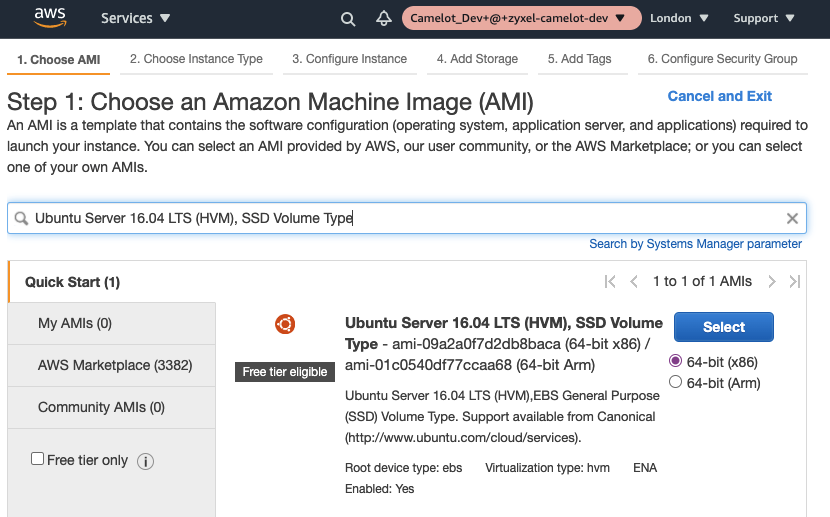 aws Services Camelot_Dev+@+zyxel-camelot-dev London Support
1. Choose AMI 2. Choose Instance Type 3. Configure Instance 4. Add Storage 5. Add Tags 6. Configure Security Group
Step 1: Choose an Amazon Machine Image (AMI)
Cancel and Exit
An AMI is a template that contains the software configuration (operating system, application server, and applications) required to
launch your instance. You can select an AMI provided by AWS, our user community, or the AWS Marketplace; or you can select
one of your own AMIs.
Ubuntu Server 16.04 LTS (HVM), SSD Volume Type
Search by Systems Manager parameter
Quick Start (1)
1 to 1 of 1 AMIs
My AMIs (0)
AWS Marketplace (3382)
Community AMIs (0)
Free tier only
Free tier eligible
Ubuntu Server 16.04 LTS (HVM), SSD Volume
Type - ami-09a2a0f7d2db8baca (64-bit x86) /
ami-01c0540df77ccaa68 (64-bit Arm)
Ubuntu Server 16.04 LTS (HVM),EBS General Purpose
(SSD) Volume Type. Support available from Canonical
(http://www.ubuntu.com/cloud/services).
Root device type: ebs Virtualization type: hvm ENA
Enabled: Yes
Select
64-bit (x86)
64-bit (Arm)